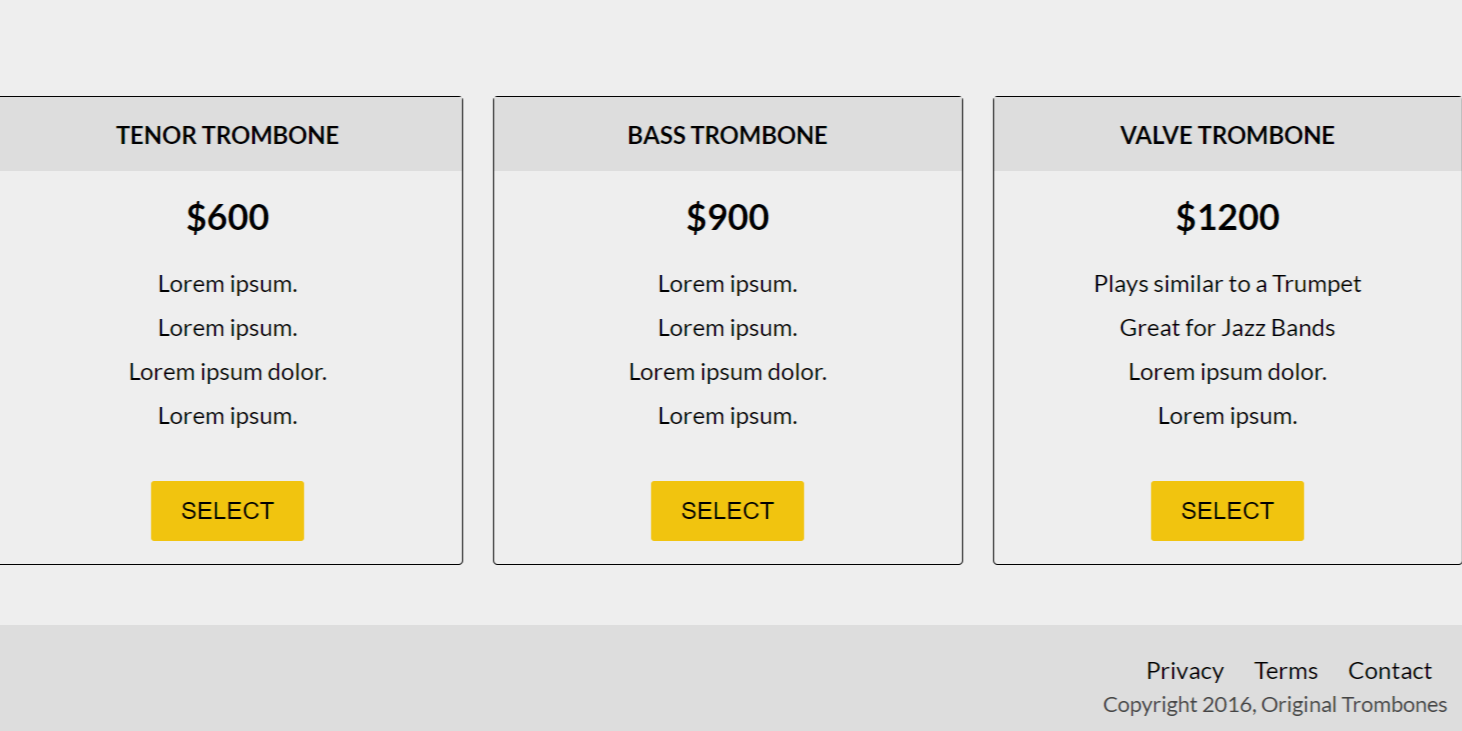 TENOR TROMBONE
$600
Lorem ipsum.
Lorem ipsum.
Lorem ipsum dolor.
Lorem ipsum.
SELECT
BASS TROMBONE
$900
Lorem ipsum.
Lorem ipsum.
Lorem ipsum dolor.
Lorem ipsum.
SELECT
VALVE TROMBONE
$1200
Plays similar to a Trumpet
Great for Jazz Bands
Lorem ipsum dolor.
Lorem ipsum.
SELECT
Privacy Terms Contact
Copyright 2016, Original Trombones